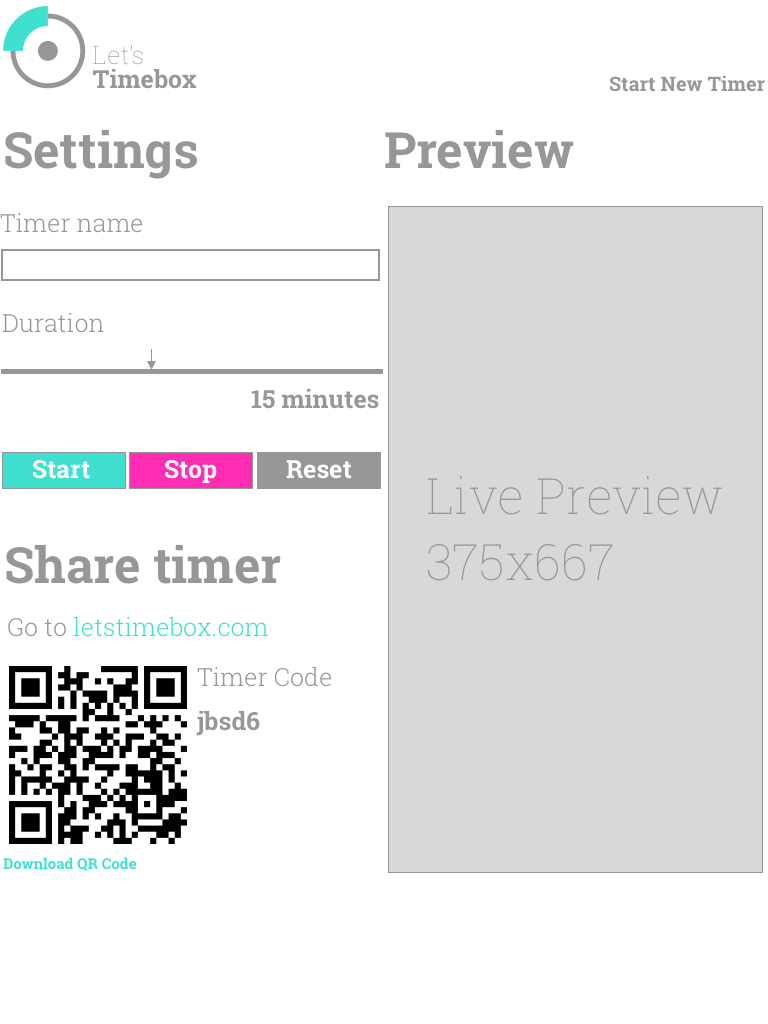 Let's
Timebox
Start New Timer
Settings
Preview
Timer name
Duration
15 minutes
Start
Stop
Reset
Live Preview
375x667
Share timer
Go to letstimebox.com
Timer Code
jbsd6
Download QR Code